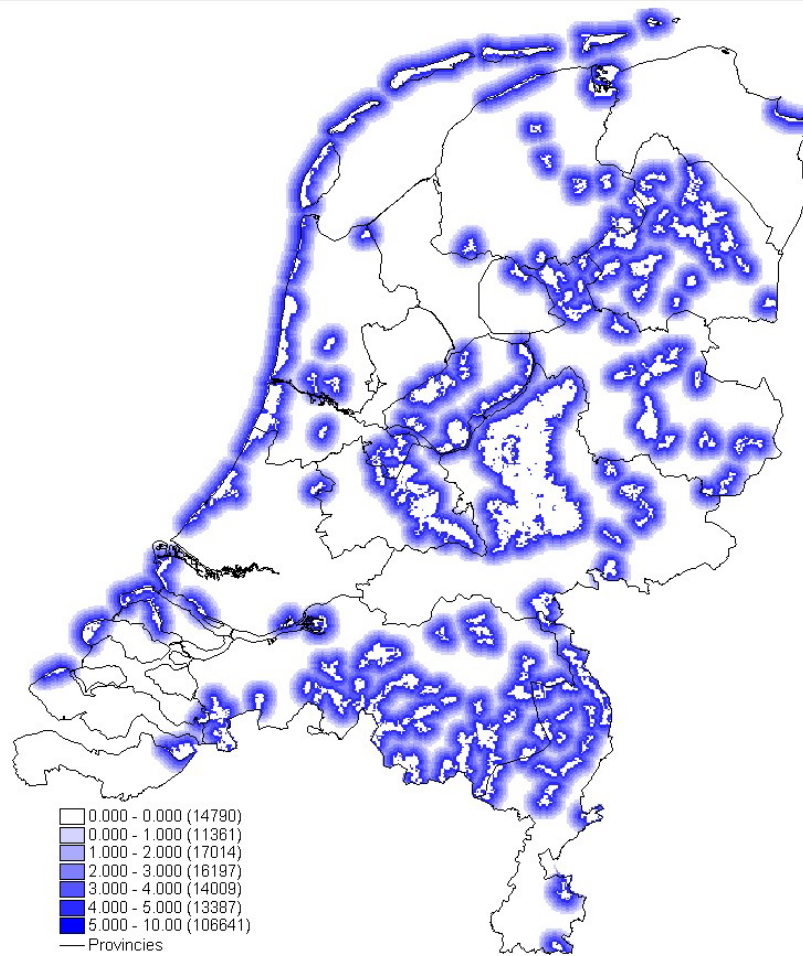 0.000 - 0.000 (14790)
0.000 - 1.000 (11361)
1.000 - 2.000 (17014)
2.000 - 3.000 (16197)
3.000 - 4.000 (14009)
4.000 - 5.000 (13387)
5.000 - 10.00 (106641)
Provincies